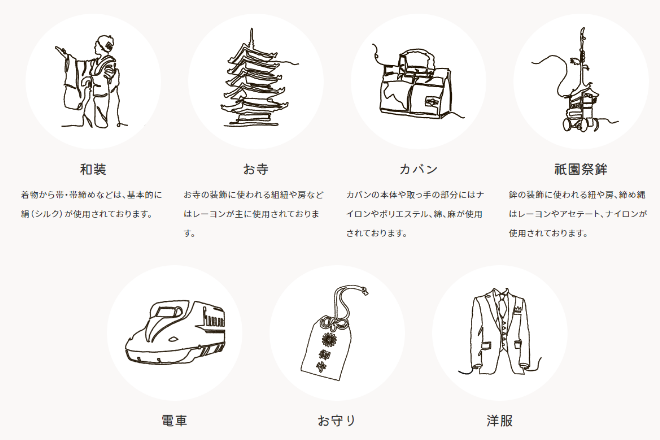 和装
お寺
カバン
祇園祭鉾
着物から帯・帯締めなどは、基本的に
絹（シルク）が使用されております。
お寺の装飾に使われる組紐や房など
はレーヨンが主に使用されておりま
す。
カバンの本体や取っ手の部分にはナ
イロンやポリエステル、綿、麻が使用
されております。
鉾の装飾に使われる紐や房、締め縄
はレーヨンやアセテート、ナイロンが
使用されております。
電車
お守り
洋服